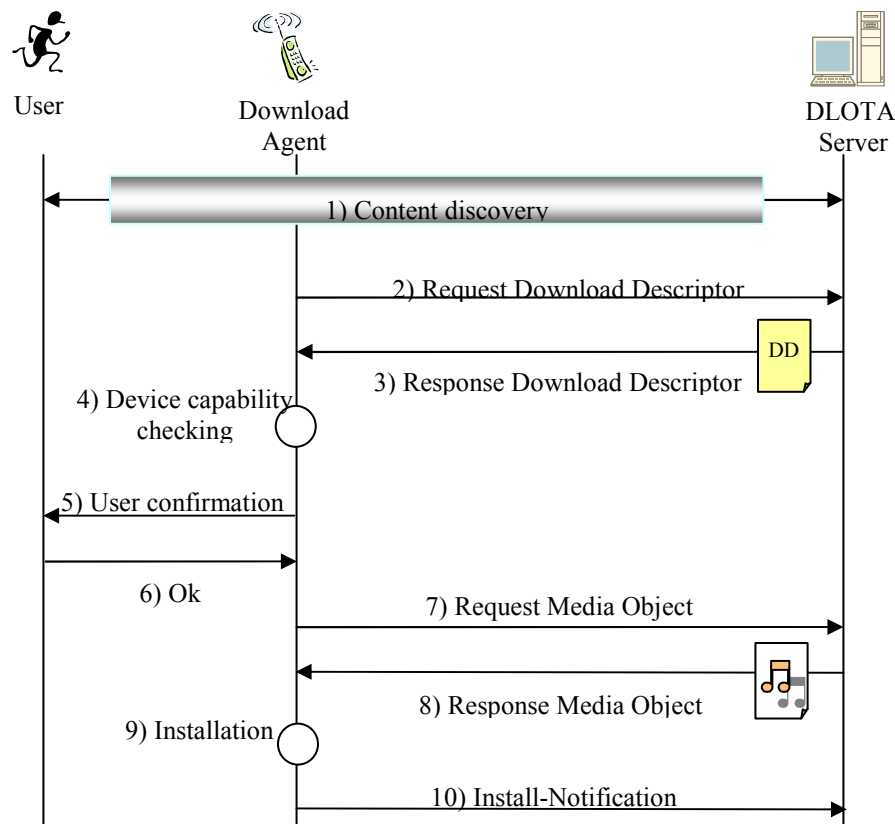 User
Download
Agent
DLOTA
Server
1) Content discovery
2) Request Download Descriptor
DD
3) Response Download Descriptor
4) Device capability
checking
5) User confirmation
6) Ok
7) Request Media Object
8) Response Media Object
9) Installation
10) Install-Notification